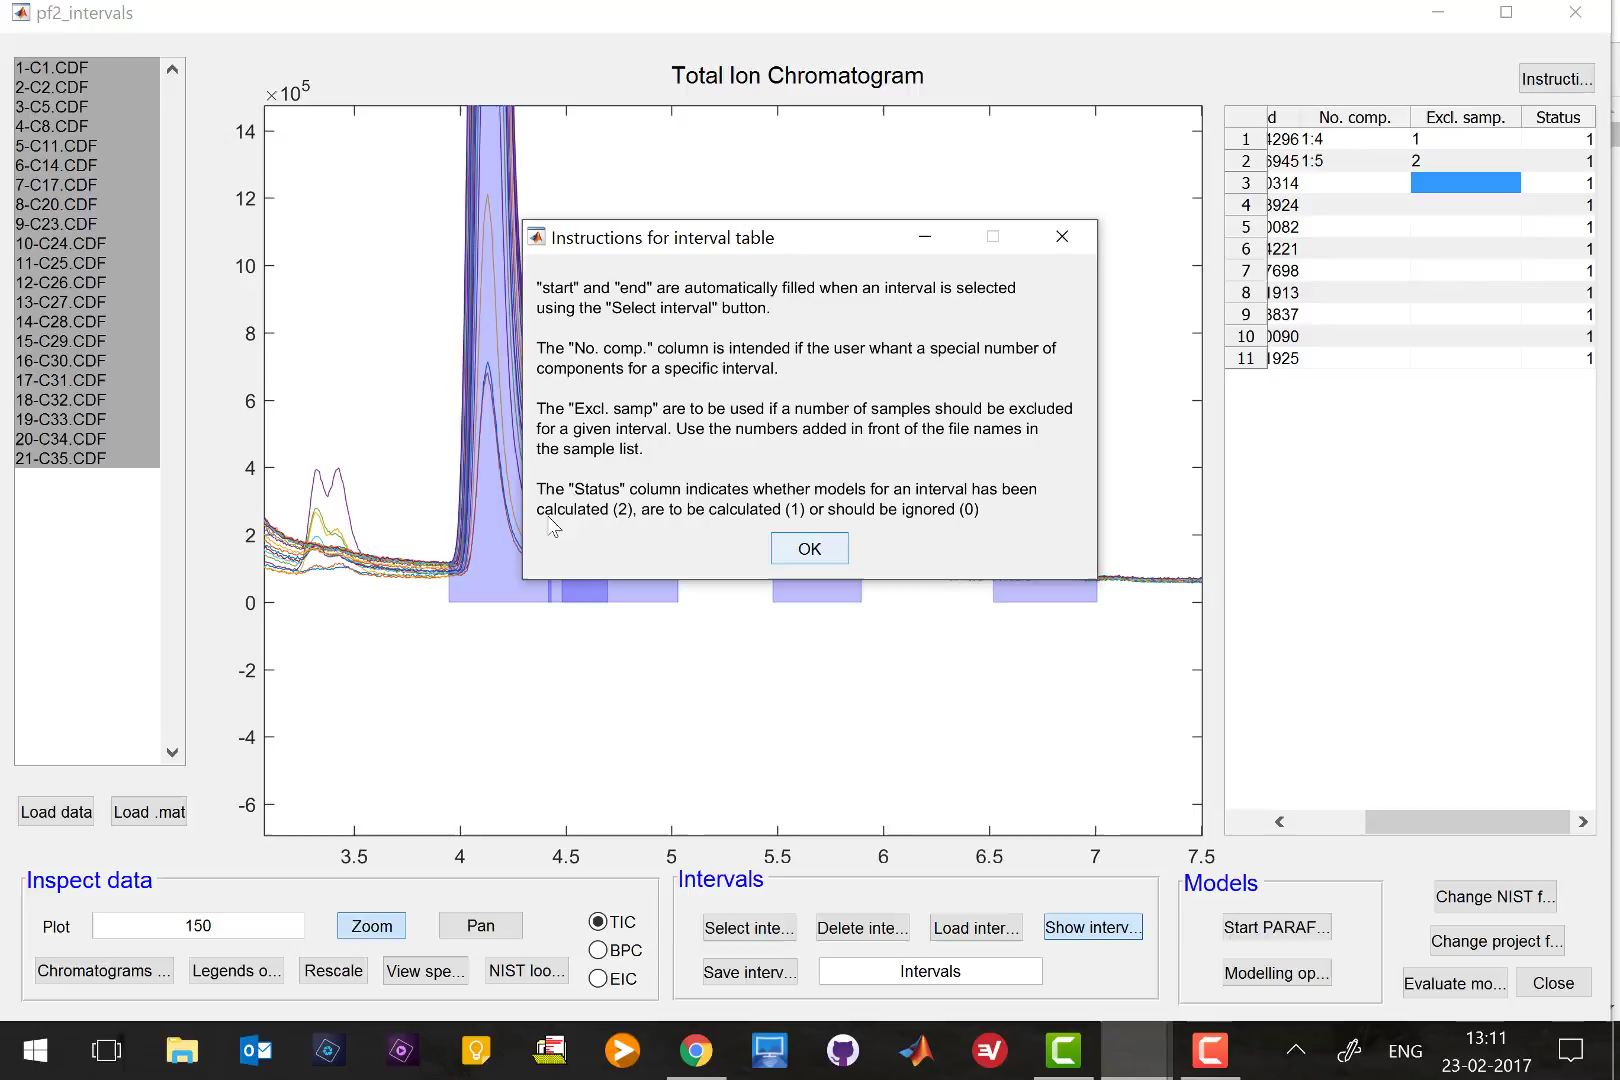 pf2_intervals
1-C1.CDF
2-C2.CDF
3-C5.CDF
4-C8.CDF
5-C11.CDF
6-C14.CDF
7-C17.CDF
8-C20.CDF
9-C23.CDF
10-C24.CDF
11-C25.CDF
12-C26.CDF
13-C27.CDF
14-C28.CDF
15-C29.CDF
16-C30.CDF
17-C31.CDF
18-C32.CDF
19-C33.CDF
20-C34.CDF
21-C35.CDF
Load data Load .mat
Total Ion Chromatogram
×10⁵
14
12
10
8
6
4
2
0
-2
-4
-6
3.5 4 4.5 5 5.5 6 6.5 7 7.5
Instructions for interval table
"start" and "end" are automatically filled when an interval is selected
using the "Select interval" button.
The "No. comp." column is intended if the user whant a special number of
components for a specific interval.
The "Excl. samp" are to be used if a number of samples should be excluded
for a given interval. Use the numbers added in front of the file names in
the sample list.
The "Status" column indicates whether models for an interval has been
calculated (2), are to be calculated (1) or should be ignored (0)
OK
Instructi...
d No. comp. Excl. samp. Status
1 4296 1:4 1 1
2 6945 1:5 2 1
3 0314 1
4 3924 1
5 0082 1
6 4221 1
7 7698 1
8 1913 1
9 3837 1
10 0090 1
11 1925 1
Inspect data
Plot 150 Zoom Pan
TIC
BPC
EIC
Chromatograms ... Legends o... Rescale View spe... NIST loo...
Intervals
Select inte... Delete inte... Load inter... Show interv...
Save interv... Intervals
Models
Start PARAF...
Modelling op...
Change NIST f...
Change project f...
Evaluate mo... Close
ENG
13:11
23-02-2017